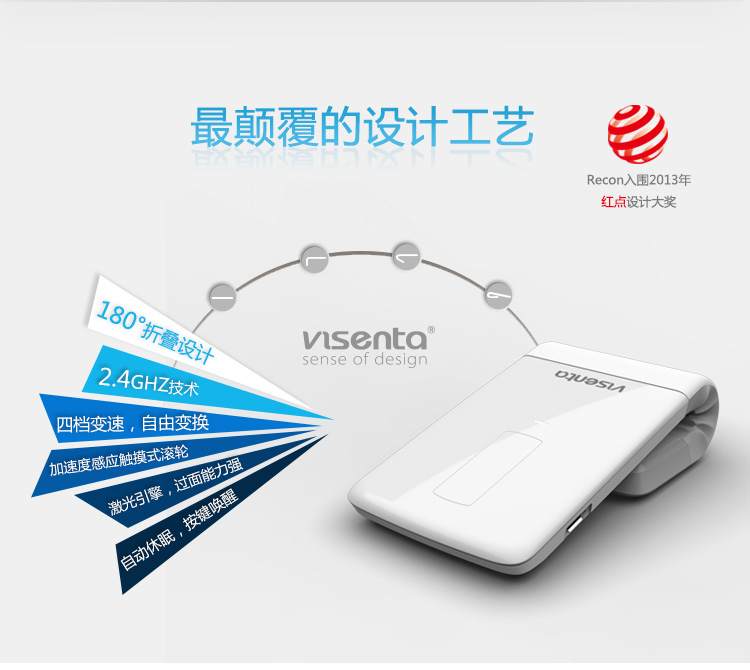 最颠覆的设计工艺
Recon入围2013年
红点设计大奖
visenta®
sense of design
180°折叠设计
2.4GHZ技术
四档变速，自由变换
加速度感应触摸式滚轮
激光引擎，过面能力强
自动休眠，按键唤醒
visenta